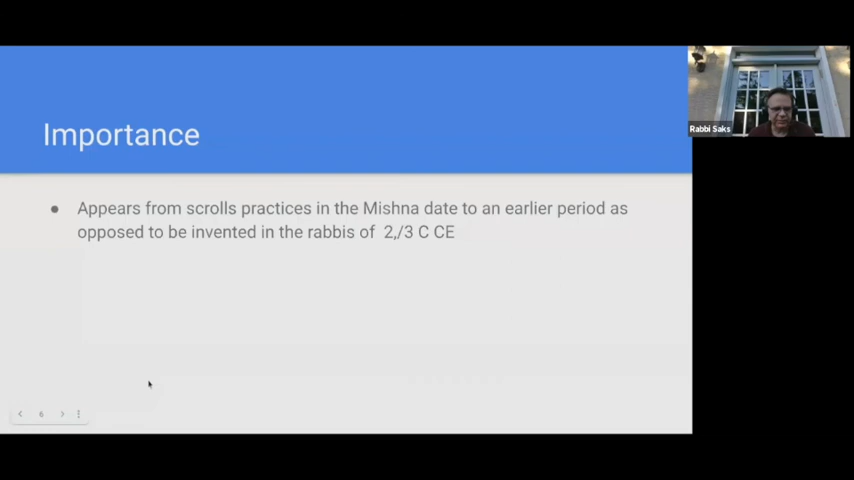 Importance
Rabbi Saks
● Appears from scrolls practices in the Mishna date to an earlier period as
opposed to be invented in the rabbis of 2,/3 C CE
6